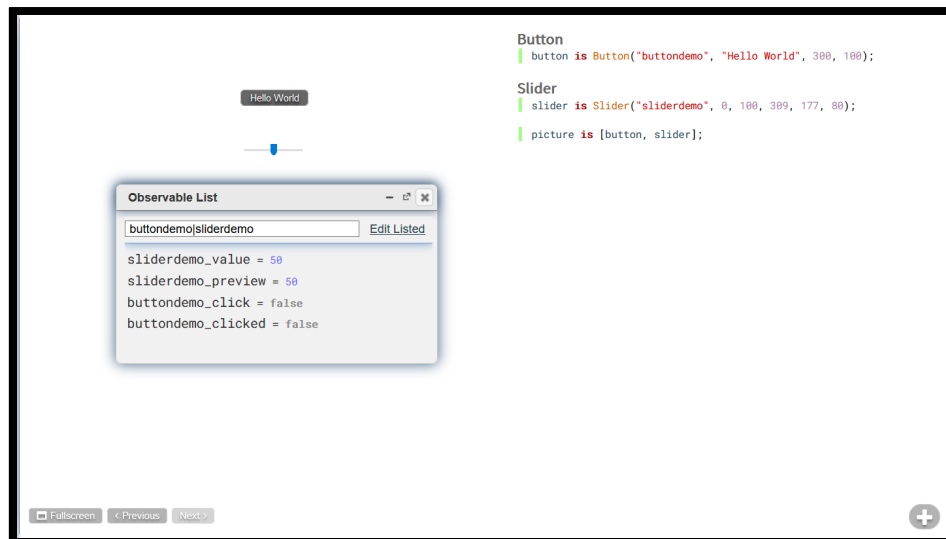 Button
button is Button("buttondemo", "Hello World", 300, 100);
Slider
slider is Slider("sliderdemo", 0, 100, 309, 177, 80);
picture is [button, slider];
Hello World
Observable List
buttondemo|sliderdemo
Edit Listed
sliderdemo_value = 50
sliderdemo_preview = 50
buttondemo_click = false
buttondemo_clicked = false
Fullscreen
< Previous
Next >